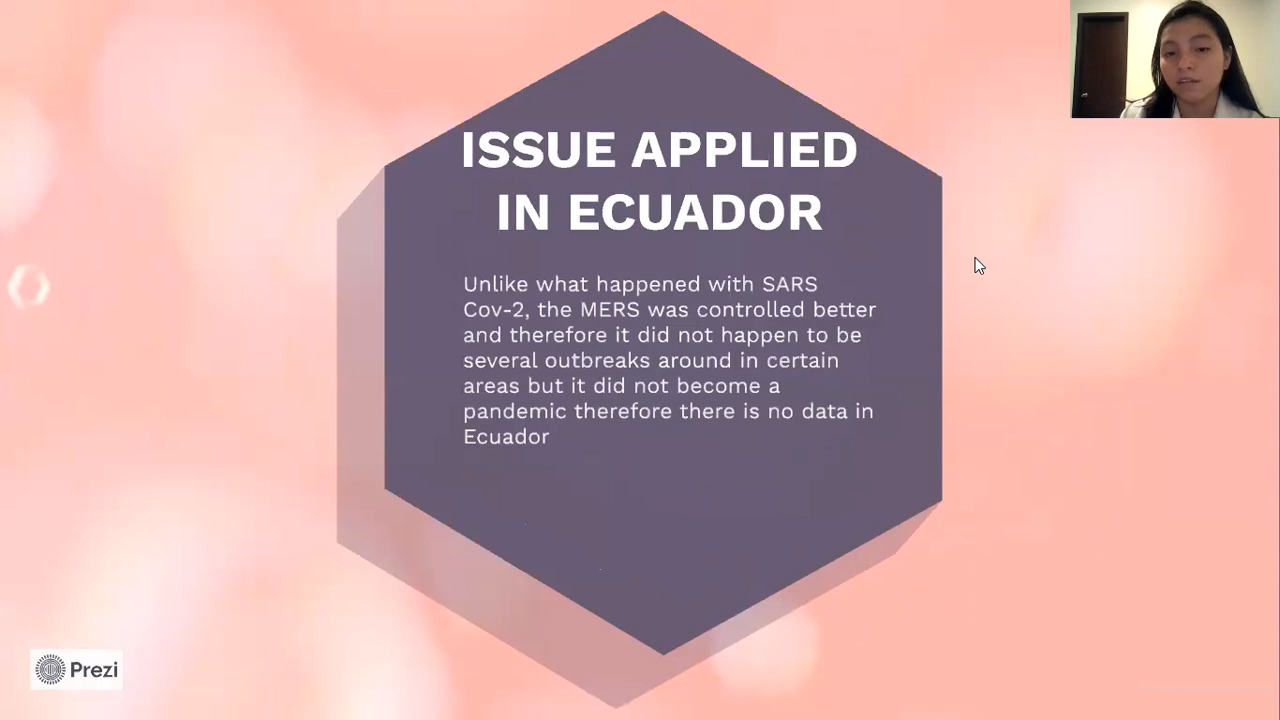 ISSUE APPLIED
IN ECUADOR
Unlike what happened with SARS
Cov-2, the MERS was controlled better
and therefore it did not happen to be
several outbreaks around in certain
areas but it did not become a
pandemic therefore there is no data in
Ecuador
Prezi